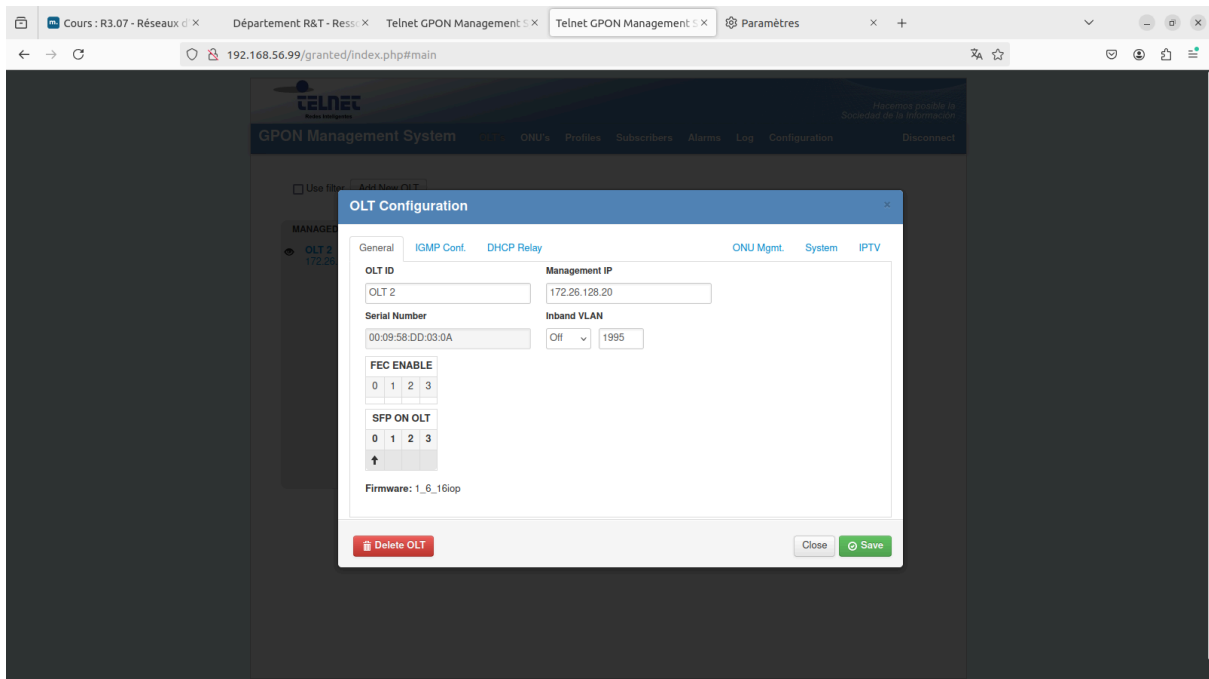 Cours : R3.07 - Réseaux d
Département R&T - Resso
Telnet GPON Management S
Telnet GPON Management S
Paramètres
192.168.56.99/granted/index.php#main
TELNET
Redes Inteligentes
Hacemos posible la
Sociedad de la Información
GPON Management System ONU's Profiles Subscribers Alarms Log Configuration Disconnect
Use filter Add New OLT
OLT Configuration
MANAGED
OLT 2
172.26.
General IGMP Conf. DHCP Relay ONU Mgmt. System IPTV
OLT ID Management IP
OLT 2 172.26.128.20
Serial Number Inband VLAN
00:09:58:DD:03:0A Off 1995
FEC ENABLE
0 1 2 3
SFP ON OLT
0 1 2 3
Firmware: 1_6_16iop
Delete OLT Close Save